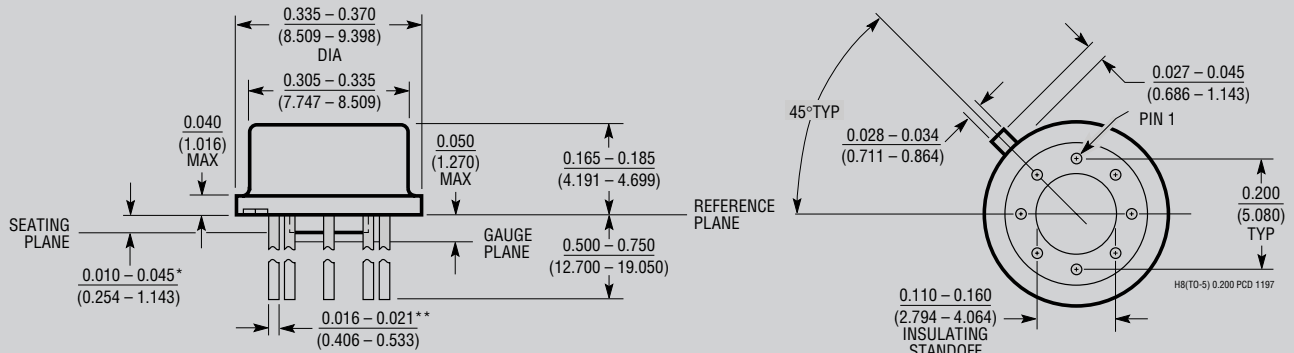 0.335 – 0.370
(8.509 – 9.398)
DIA
0.305 – 0.335
(7.747 – 8.509)
0.040
(1.016)
MAX
0.050
(1.270)
MAX
0.165 – 0.185
(4.191 – 4.699)
SEATING
PLANE
GAUGE
PLANE
REFERENCE
PLANE
0.500 – 0.750
(12.700 – 19.050)
0.010 – 0.045*
(0.254 – 1.143)
0.016 – 0.021**
(0.406 – 0.533)
45°TYP
0.028 – 0.034
(0.711 – 0.864)
0.027 – 0.045
(0.686 – 1.143)
PIN 1
0.200
(5.080)
TYP
H8(TO-5) 0.200 PCD 1197
0.110 – 0.160
(2.794 – 4.064)
INSULATING
STANDOFF